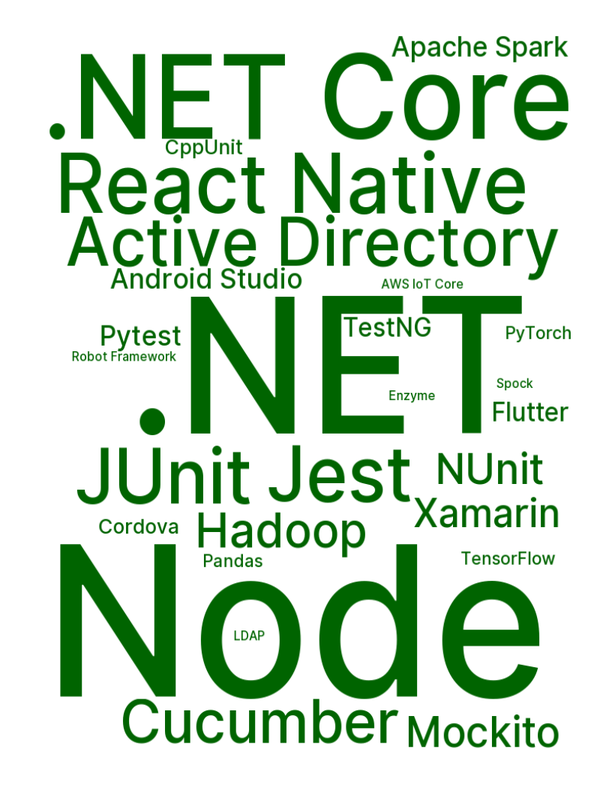 Apache Spark
.NET Core
CppUnit
React Native
Active Directory
Android Studio
AWS IoT Core
.NET
TestNG
Pytest
PyTorch
Robot Framework
Spock
Enzyme
Flutter
JUnit
Jest
NUnit
Xamarin
Cordova
Hadoop
Pandas
TensorFlow
Node
LDAP
Cucumber
Mockito